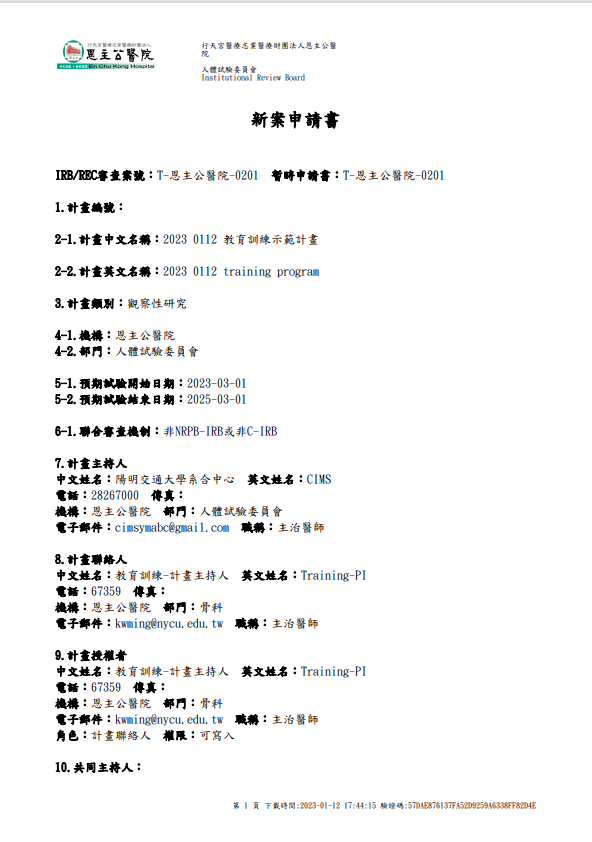 行天宮醫療志業醫療財團法人
恩主公醫院
En Chu Kong Hospital
行天宮醫療志業醫療財團法人恩主公醫
院
人體試驗委員會
Institutional Review Board
新案申請書
IRB/REC審查案號：T-恩主公醫院-0201 暫時申請書：T-恩主公醫院-0201
1.計畫編號：
2-1.計畫中文名稱：2023 0112 教育訓練示範計畫
2-2.計畫英文名稱：2023 0112 training program
3.計畫類別：觀察性研究
4-1.機構：恩主公醫院
4-2.部門：人體試驗委員會
5-1.預期試驗開始日期：2023-03-01
5-2.預期試驗結束日期：2025-03-01
6-1.聯合審查機制：非NRPB-IRB或非C-IRB
7.計畫主持人
中文姓名：陽明交通大學系合中心 英文姓名：CIMS
電話：28267000 傳真：
機構：恩主公醫院 部門：人體試驗委員會
電子郵件：cimsymabc@gmail.com 職稱：主治醫師
8.計畫聯絡人
中文姓名：教育訓練-計畫主持人 英文姓名：Training-PI
電話：67359 傳真：
機構：恩主公醫院 部門：骨科
電子郵件：kwming@nycu.edu.tw 職稱：主治醫師
9.計畫授權者
中文姓名：教育訓練-計畫主持人 英文姓名：Training-PI
電話：67359 傳真：
機構：恩主公醫院 部門：骨科
電子郵件：kwming@nycu.edu.tw 職稱：主治醫師
角色：計畫聯絡人 權限：可寫入
10.共同主持人：
第 1 頁 下載時間:2023-01-12 17:44:15 驗證碼:57DAE876137FA52D9259A6338FF82D4E